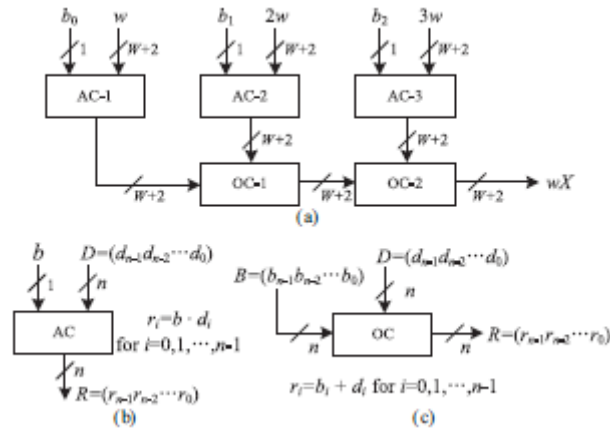 b₀ w b₁ 2w b₂ 3w
1 W+2 1 W+2 1 W+2
AC-1 AC-2 AC-3
W+2 W+2
OC-1 OC-2
W+2 W+2 W+2 wX
(a)
b D=(dₙ₋₁dₙ₋₂⋯d₀)
1 n
AC
rᵢ=b · dᵢ
for i=0,1,⋯,n-1
n
R=(rₙ₋₁rₙ₋₂⋯r₀)
(b)
D=(dₙ₋₁dₙ₋₂⋯d₀)
B=(bₙ₋₁bₙ₋₂⋯b₀)
n
OC
n n R=(rₙ₋₁rₙ₋₂⋯r₀)
rᵢ=bᵢ + dᵢ for i=0,1,⋯,n-1
(c)